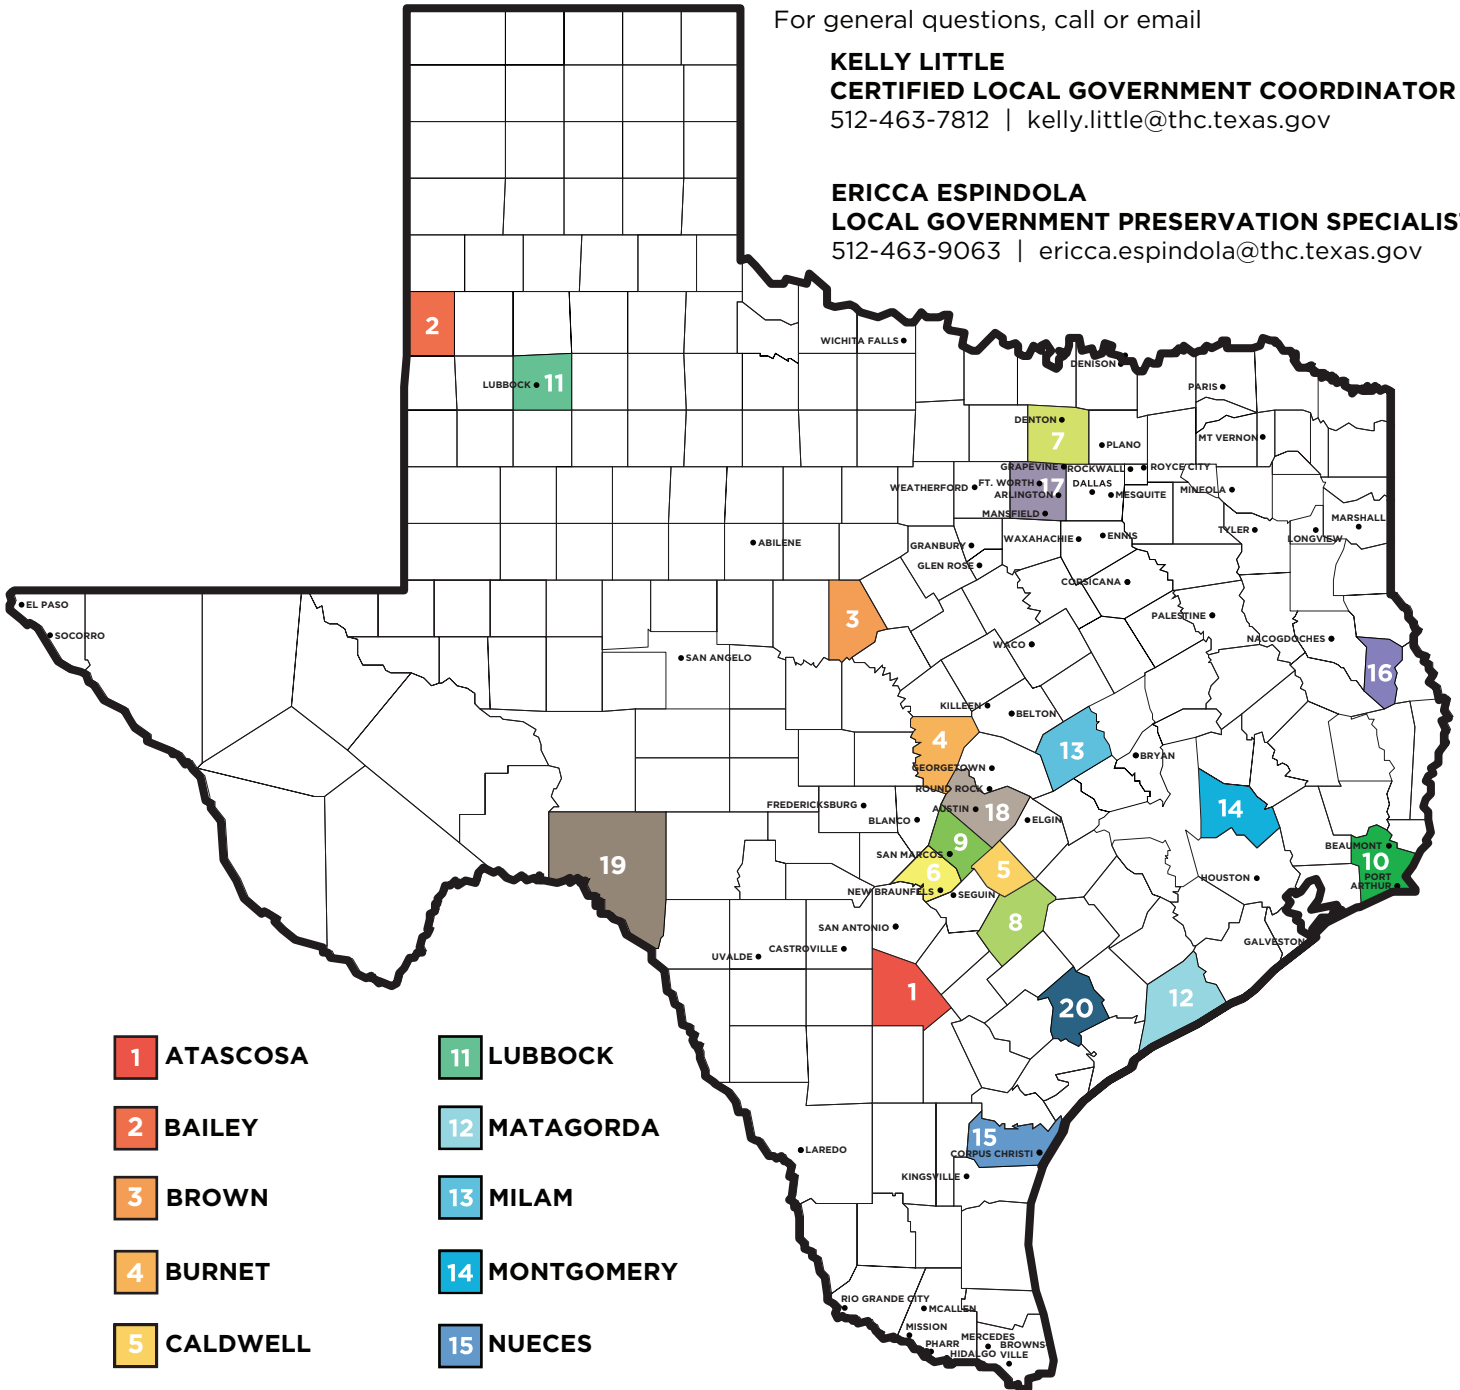 For general questions, call or email
KELLY LITTLE
CERTIFIED LOCAL GOVERNMENT COORDINATOR
512-463-7812 | kelly.little@thc.texas.gov
ERICCA ESPINDOLA
LOCAL GOVERNMENT PRESERVATION SPECIALIS
512-463-9063 | ericca.espindola@thc.texas.gov
2
WICHITA FALLS
DENISON
LUBBOCK
11
PARIS
DENTON
7
PLANO
MT VERNON
GRAPEVINE
ROCKWALL
ROYCE CITY
WEATHERFORD
FT. WORTH
17
DALLAS
ARLINGTON
MESQUITE
MINEOLA
MANSFIELD
MARSHALL
TYLER
LONGVIEW
ABILENE
GRANBURY
WAXAHACHIE
ENNIS
GLEN ROSE
CORSICANA
EL PASO
SOCORRO
3
PALESTINE
NACOGDOCHES
WACO
SAN ANGELO
16
KILLEEN
BELTON
4
13
BRYAN
GEORGETOWN
ROUND ROCK
FREDERICKSBURG
AUSTIN
18
ELGIN
14
BLANCO
9
SAN MARCOS
BEAUMONT
10
19
6
5
HOUSTON
PORT
ARTHUR
NEW BRAUNFELS
SEGUIN
8
SAN ANTONIO
GALVESTON
CASTROVILLE
UVALDE
1
12
20
15
CORPUS CHRISTI
LAREDO
KINGSVILLE
RIO GRANDE CITY
MCALLEN
MISSION
PHARR
MERCEDES
HIDALGO
BROWNS
VILLE
1 ATASCOSA
2 BAILEY
3 BROWN
4 BURNET
5 CALDWELL
11 LUBBOCK
12 MATAGORDA
13 MILAM
14 MONTGOMERY
15 NUECES